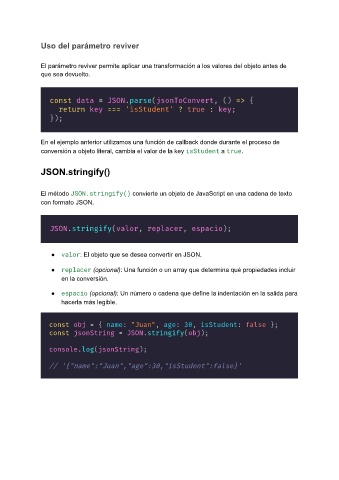 Uso del parámetro reviver
El parámetro reviver permite aplicar una transformación a los valores del objeto antes de
que sea devuelto.
const data = JSON.parse(jsonToConvert, () => {
return key === 'isStudent' ? true : key;
});
En el ejemplo anterior utilizamos una función de callback donde durante el proceso de
conversión a objeto literal, cambia el valor de la key isStudent a true.
JSON.stringify()
El método JSON.stringify() convierte un objeto de JavaScript en una cadena de texto
con formato JSON.
JSON.stringify(valor, replacer, espacio);
● valor: El objeto que se desea convertir en JSON.
● replacer (opcional): Una función o un array que determina qué propiedades incluir
en la conversión.
● espacio (opcional): Un número o cadena que define la indentación en la salida para
hacerla más legible.
const obj = { name: "Juan", age: 30, isStudent: false };
const jsonString = JSON.stringify(obj);
console.log(jsonString);
// '{"name":"Juan","age":30,"isStudent":false}'